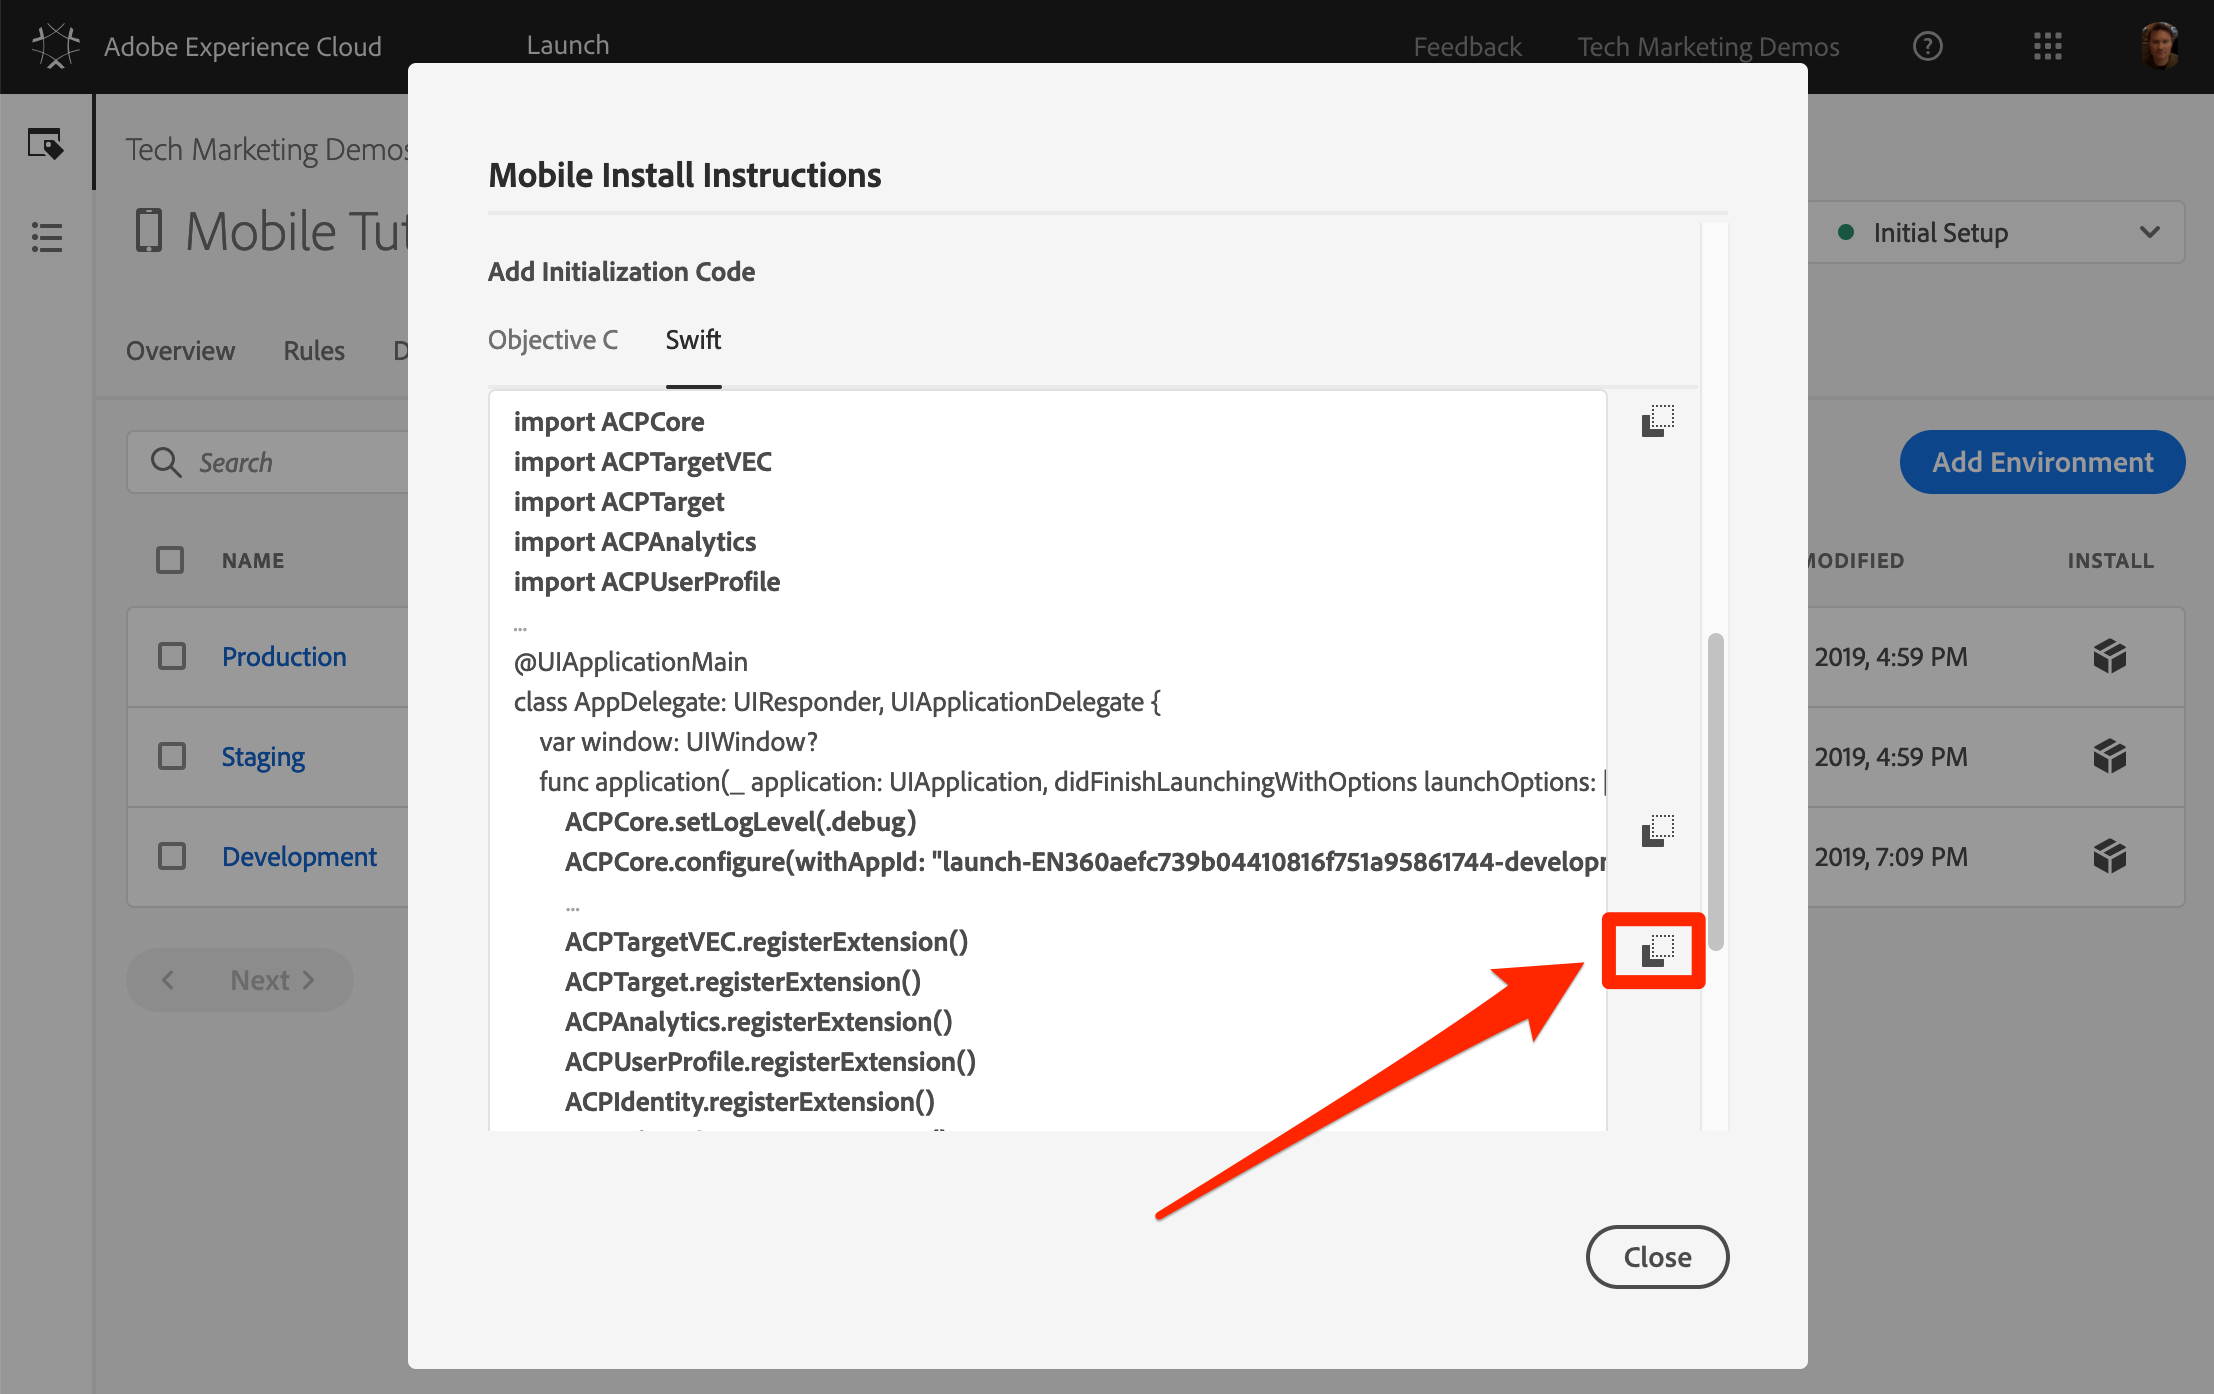 Adobe Experience Cloud
Launch
Feedback
Tech Marketing Demos
Tech Marketing Demos
Mobile
Initial Setup
Overview
Rules
Search
Add Environment
NAME
MODIFIED
INSTALL
Production
2019, 4:59 PM
Staging
2019, 4:59 PM
Development
2019, 7:09 PM
Next
Mobile Install Instructions
Add Initialization Code
Objective C
Swift
import ACPCore
import ACPTargetVEC
import ACPTarget
import ACPAnalytics
import ACPUserProfile
...
@UIApplicationMain
class AppDelegate: UIResponder, UIApplicationDelegate {
var window: UIWindow?
func application(_ application: UIApplication, didFinishLaunchingWithOptions launchOptions: [
ACPCore.setLogLevel(.debug)
ACPCore.configure(withAppId: "launch-EN360aefc739b04410816f751a95861744-developm
...
ACPTargetVEC.registerExtension()
ACPTarget.registerExtension()
ACPAnalytics.registerExtension()
ACPUserProfile.registerExtension()
ACPIdentity.registerExtension()
Close